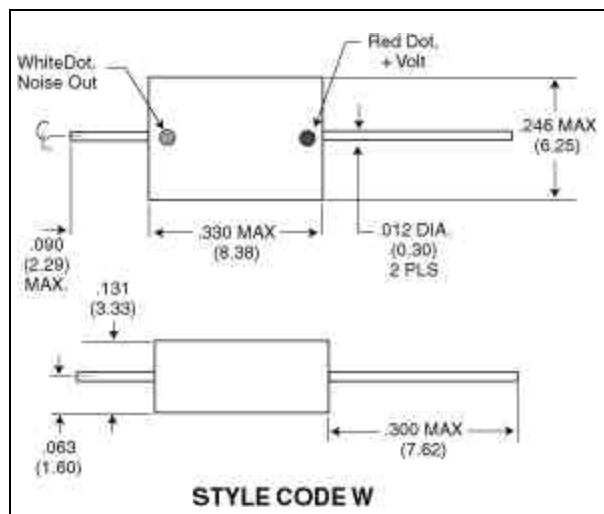 WhiteDot,
Noise Out
Red Dot,
+ Volt
℄
.246 MAX
(6.25)
.330 MAX
(8.38)
.012 DIA.
(0.30)
2 PLS
.090
(2.29)
MAX.
.131
(3.33)
.063
(1.60)
.300 MAX
(7.62)
STYLE CODE W